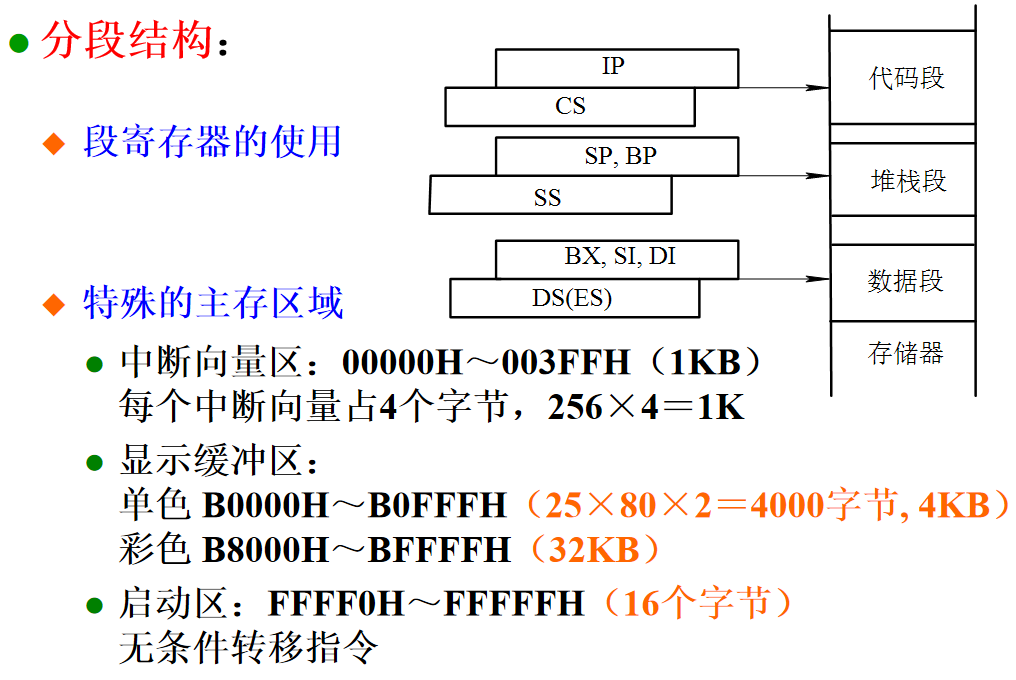 分段结构：
IP
CS
代码段
段寄存器的使用
SP, BP
SS
堆栈段
BX, SI, DI
DS(ES)
数据段
存储器
特殊的主存区域
中断向量区：00000H～003FFH（1KB）
每个中断向量占4个字节，256×4＝1K
显示缓冲区：
单色 B0000H～B0FFFH（25×80×2＝4000字节, 4KB）
彩色 B8000H～BFFFFH（32KB）
启动区：FFFF0H～FFFFFH（16个字节）
无条件转移指令